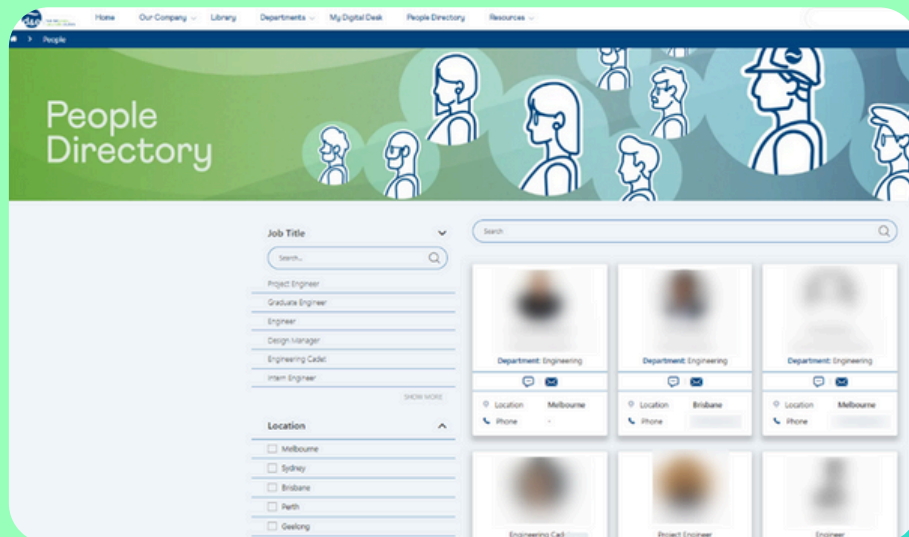 Home Our Company Library Departments My Digital Desk People Directory Resources
> People
People
Directory
Job Title
Search...
Project Engineer
Graduate Engineer
Engineer
Design Manager
Engineering Cadet
Intern Engineer
SHOW MORE
Location
Melbourne
Sydney
Brisbane
Perth
Geelong
Search
Department: Engineering
Location Melbourne
Phone -
Department: Engineering
Location Brisbane
Phone
Department: Engineering
Location Melbourne
Phone
Engineering Cad
Project Engineer
Engineer